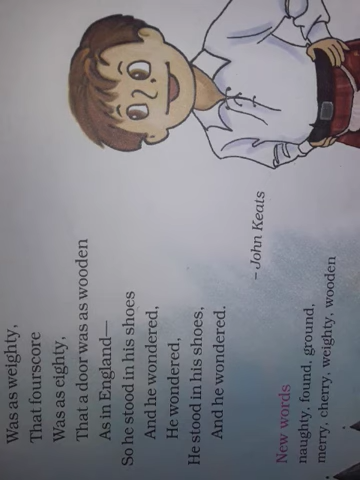 Was as weighty,
That fourscore
Was as eighty,
That a door was as wooden
As in England—
So he stood in his shoes
And he wondered,
He wondered,
He stood in his shoes,
And he wondered.
– John Keats
New words
naughty, found, ground,
merry, cherry, weighty, wooden